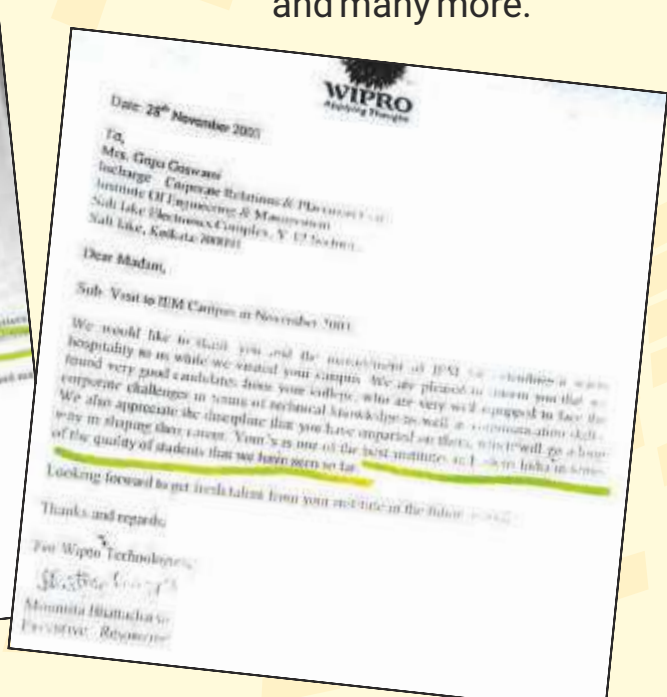 and many more.
WIPRO
Applying Thought
Date: 28th November 2003
To,
Mrs. Gopa Goswami
Incharge Corporate Relations &
Institute Of Engineering & Management
Salt Lake Electronics Complex, Y-12
Salt Lake, Kolkata 700091
Dear Madam,
Sub: Visit to IEM Campus in November 2003
We would like to thank you and the management of IEM for extending a warm
hospitality to us while we visited your campus. We are pleased to inform you that we
found very good candidates from your college, who are very well equipped to face the
corporate challenges in terms of technical knowledge as well as communication skills.
We also appreciate the discipline that you have imparted on them, which will go a long
way in shaping their career. Your's is one of the best institutes in Eastern India in terms
of the quality of students that we have seen so far.
Looking forward to get fresh talent from your institute in the future
Thanks and regards,
For Wipro Technologies,
Executive